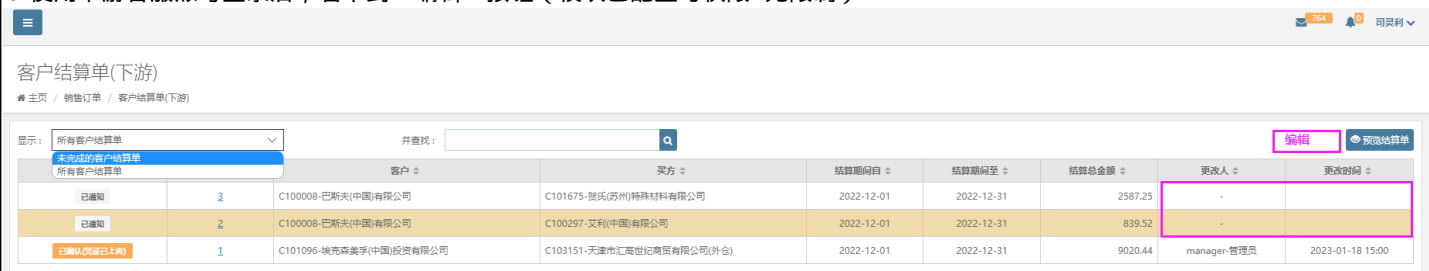 764 0 司灵利
客户结算单(下游)
主页 / 销售订单 / 客户结算单(下游)
显示： 所有客户结算单 并查找： 编辑 预览结算单
未完成的客户结算单
所有客户结算单
客户 买方 结算期间自 结算期间至 结算总金额 更改人 更改时间
已通知 3 C100008-巴斯夫(中国)有限公司 C101675-贺氏(苏州)特殊材料有限公司 2022-12-01 2022-12-31 2587.25 -
已通知 2 C100008-巴斯夫(中国)有限公司 C100297-艾利(中国)有限公司 2022-12-01 2022-12-31 839.52 -
已确认(凭证已上传) 1 C101096-埃克森美孚(中国)投资有限公司 C103151-天津市汇高世纪商贸有限公司(外仓) 2022-12-01 2022-12-31 9020.44 manager-管理员 2023-01-18 15:00